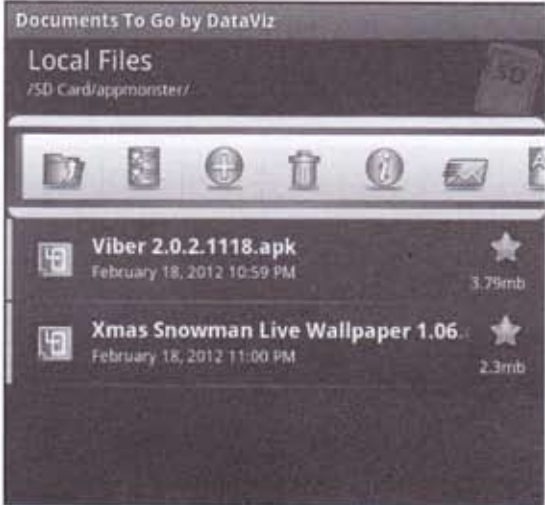 Documents To Go by DataViz
Local Files
/SD Card/appmonster/
SD
Viber 2.0.2.1118.apk
February 18, 2012 10:59 PM
3.79mb
Xmas Snowman Live Wallpaper 1.06.
February 18, 2012 11:00 PM
2.3mb